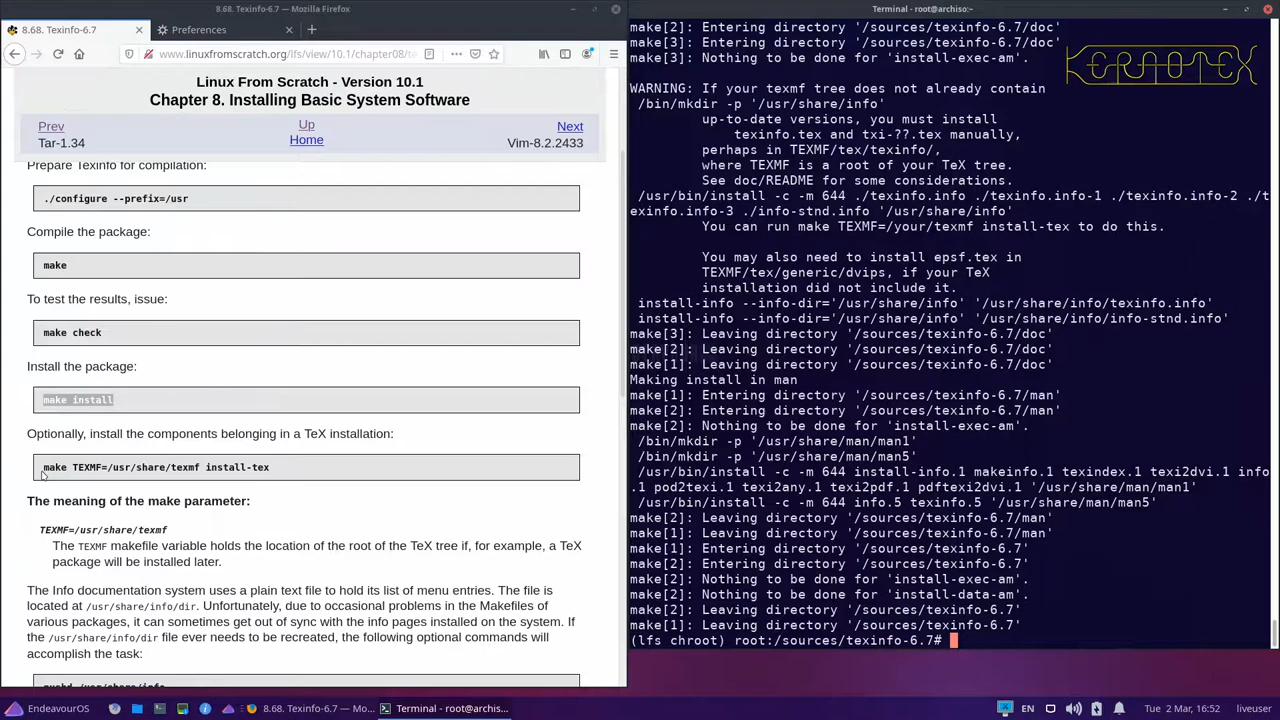 8.68. Texinfo-6.7 - Mozilla Firefox
8.68. Texinfo-6.7
Preferences
www.linuxfromscratch.org/lfs/view/10.1/chapter08/te
Linux From Scratch - Version 10.1
Chapter 8. Installing Basic System Software
Prev
Up
Next
Tar-1.34
Home
Vim-8.2.2433
Prepare Texinfo for compilation:
./configure --prefix=/usr
Compile the package:
make
To test the results, issue:
make check
Install the package:
make install
Optionally, install the components belonging in a TeX installation:
make TEXMF=/usr/share/texmf install-tex
The meaning of the make parameter:
TEXMF=/usr/share/texmf
The TEXMF makefile variable holds the location of the root of the TeX tree if, for example, a TeX
package will be installed later.
The Info documentation system uses a plain text file to hold its list of menu entries. The file is
located at /usr/share/info/dir. Unfortunately, due to occasional problems in the Makefiles of
various packages, it can sometimes get out of sync with the info pages installed on the system. If
the /usr/share/info/dir file ever needs to be recreated, the following optional commands will
accomplish the task:
Terminal - root@archiso:~
make[2]: Entering directory '/sources/texinfo-6.7/doc'
make[3]: Entering directory '/sources/texinfo-6.7/doc'
make[3]: Nothing to be done for 'install-exec-am'.
KERAOTEX
WARNING: If your texmf tree does not already contain
/bin/mkdir -p '/usr/share/info'
up-to-date versions, you must install
texinfo.tex and txi-??.tex manually,
perhaps in TEXMF/tex/texinfo/,
where TEXMF is a root of your TeX tree.
See doc/README for some considerations.
/usr/bin/install -c -m 644 ./texinfo.info ./texinfo.info-1 ./texinfo.info-2 ./t
exinfo.info-3 ./info-stnd.info '/usr/share/info'
You can run make TEXMF=/your/texmf install-tex to do this.
You may also need to install epsf.tex in
TEXMF/tex/generic/dvips, if your TeX
installation did not include it.
install-info --info-dir='/usr/share/info' '/usr/share/info/texinfo.info'
install-info --info-dir='/usr/share/info' '/usr/share/info/info-stnd.info'
make[3]: Leaving directory '/sources/texinfo-6.7/doc'
make[2]: Leaving directory '/sources/texinfo-6.7/doc'
make[1]: Leaving directory '/sources/texinfo-6.7/doc'
Making install in man
make[1]: Entering directory '/sources/texinfo-6.7/man'
make[2]: Entering directory '/sources/texinfo-6.7/man'
make[2]: Nothing to be done for 'install-exec-am'.
/bin/mkdir -p '/usr/share/man/man1'
/bin/mkdir -p '/usr/share/man/man5'
/usr/bin/install -c -m 644 install-info.1 makeinfo.1 texindex.1 texi2dvi.1 info
.1 pod2texi.1 texi2any.1 texi2pdf.1 pdftexi2dvi.1 '/usr/share/man/man1'
/usr/bin/install -c -m 644 info.5 texinfo.5 '/usr/share/man/man5'
make[2]: Leaving directory '/sources/texinfo-6.7/man'
make[1]: Leaving directory '/sources/texinfo-6.7/man'
make[1]: Entering directory '/sources/texinfo-6.7'
make[2]: Entering directory '/sources/texinfo-6.7'
make[2]: Nothing to be done for 'install-exec-am'.
make[2]: Nothing to be done for 'install-data-am'.
make[2]: Leaving directory '/sources/texinfo-6.7'
make[1]: Leaving directory '/sources/texinfo-6.7'
(lfs chroot) root:/sources/texinfo-6.7#
EndeavourOS
8.68. Texinfo-6.7 - Mo...
Terminal - root@archis...
EN
Tue 2 Mar, 16:52
liveuser